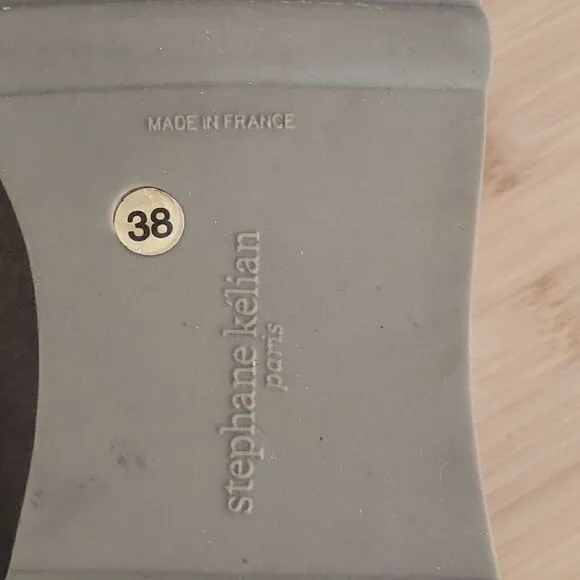 MADE IN FRANCE
38
stephane kélian
paris